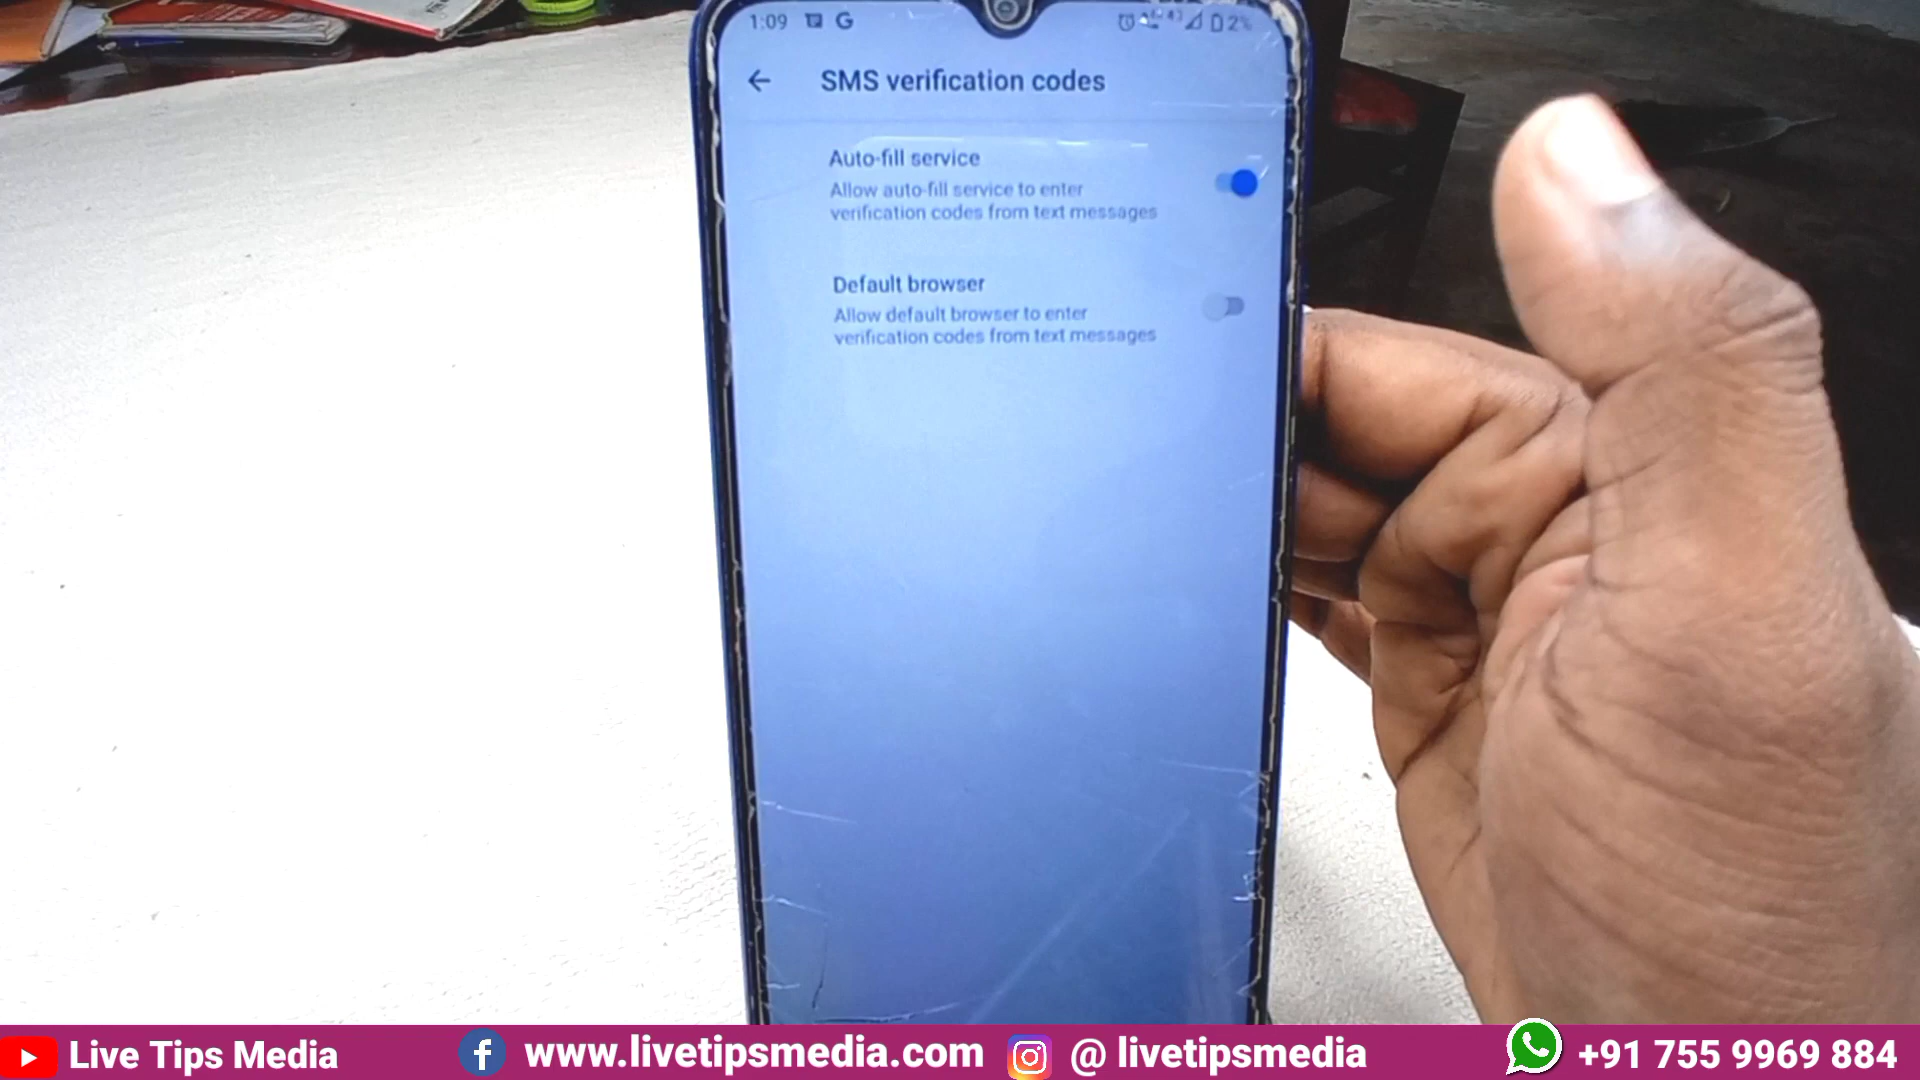 1:09 G 2%
SMS verification codes
Auto-fill service
Allow auto-fill service to enter
verification codes from text messages
Default browser
Allow default browser to enter
verification codes from text messages
Live Tips Media
www.livetipsmedia.com
@ livetipsmedia
+91 755 9969 884